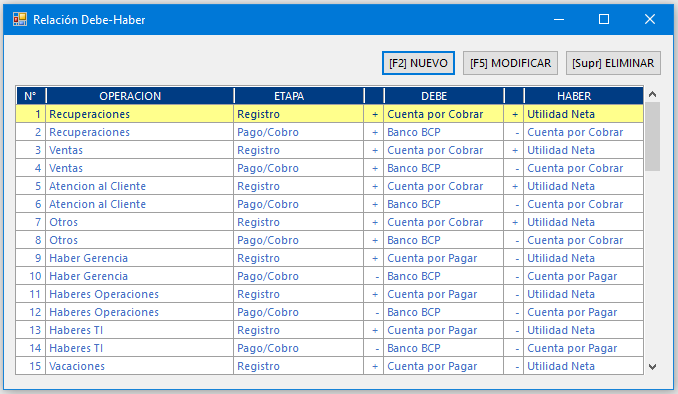 Relación Debe-Haber
[F2] NUEVO [F5] MODIFICAR [Supr] ELIMINAR
N° OPERACION ETAPA DEBE HABER
1 Recuperaciones Registro + Cuenta por Cobrar + Utilidad Neta
2 Recuperaciones Pago/Cobro + Banco BCP - Cuenta por Cobrar
3 Ventas Registro + Cuenta por Cobrar + Utilidad Neta
4 Ventas Pago/Cobro + Banco BCP - Cuenta por Cobrar
5 Atencion al Cliente Registro + Cuenta por Cobrar + Utilidad Neta
6 Atencion al Cliente Pago/Cobro + Banco BCP - Cuenta por Cobrar
7 Otros Registro + Cuenta por Cobrar + Utilidad Neta
8 Otros Pago/Cobro + Banco BCP - Cuenta por Cobrar
9 Haber Gerencia Registro + Cuenta por Pagar - Utilidad Neta
10 Haber Gerencia Pago/Cobro - Banco BCP - Cuenta por Pagar
11 Haberes Operaciones Registro + Cuenta por Pagar - Utilidad Neta
12 Haberes Operaciones Pago/Cobro - Banco BCP - Cuenta por Pagar
13 Haberes TI Registro + Cuenta por Pagar - Utilidad Neta
14 Haberes TI Pago/Cobro - Banco BCP - Cuenta por Pagar
15 Vacaciones Registro + Cuenta por Pagar - Utilidad Neta